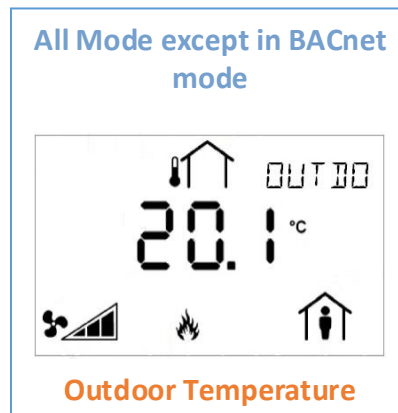 All Mode except in BACnet
mode
OUTDO
20.1 °C
Outdoor Temperature